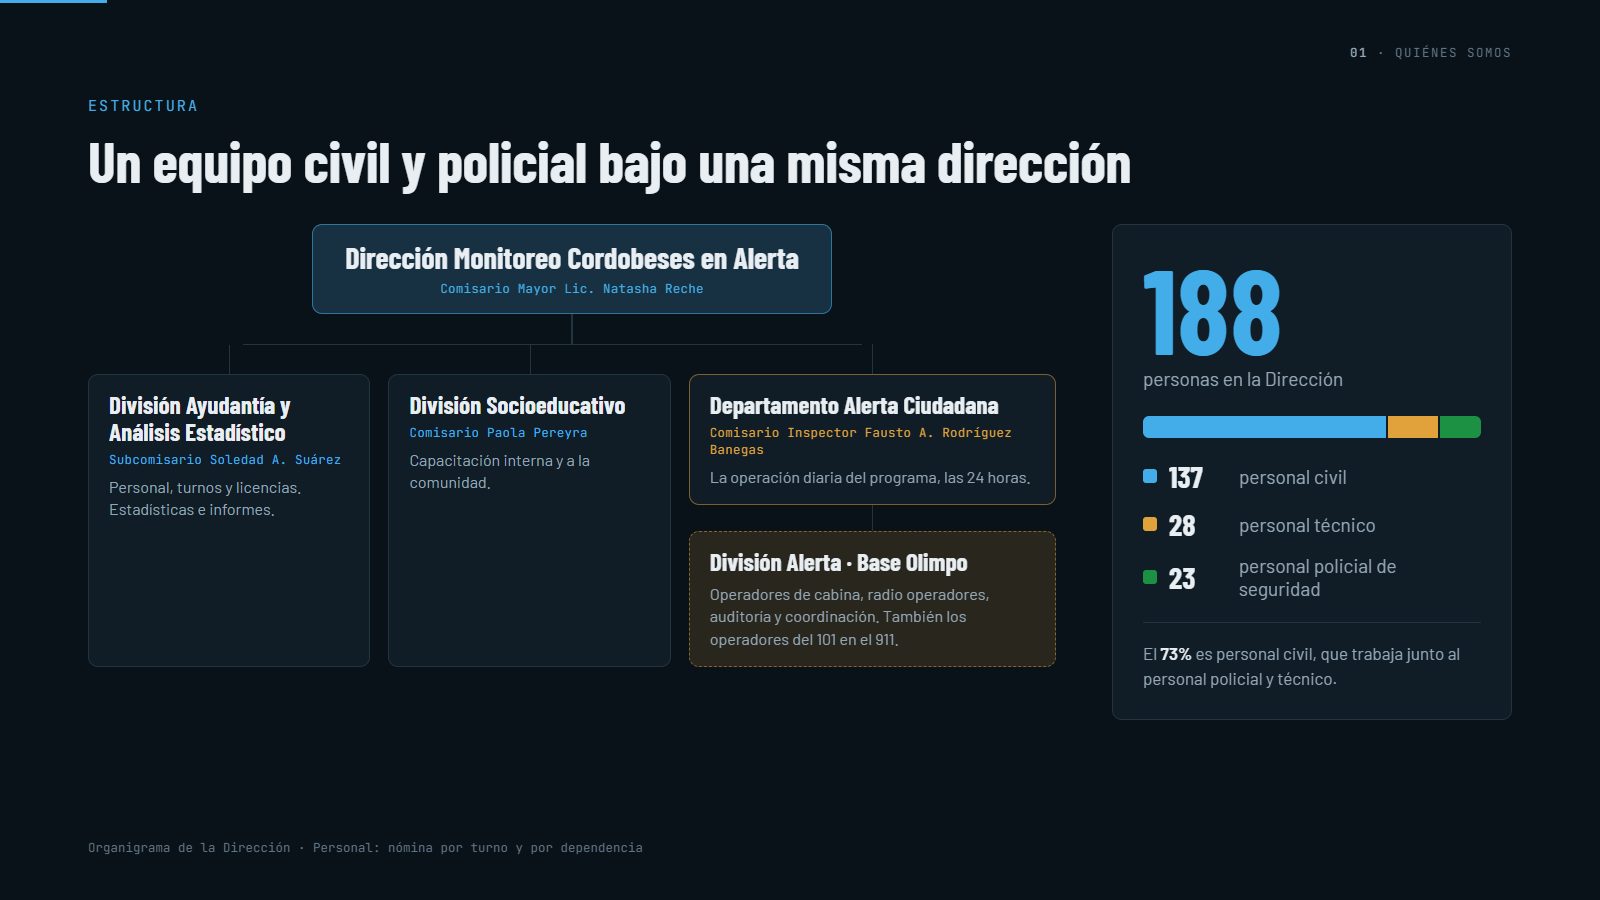 01 · QUIÉNES SOMOS
ESTRUCTURA
Un equipo civil y policial bajo una misma dirección
Dirección Monitoreo Cordobeses en Alerta
Comisario Mayor Lic. Natasha Reche
División Ayudantía y
Análisis Estadístico
Subcomisario Soledad A. Suárez
Personal, turnos y licencias.
Estadísticas e informes.
División Socioeducativo
Comisario Paola Pereyra
Capacitación interna y a la
comunidad.
Departamento Alerta Ciudadana
Comisario Inspector Fausto A. Rodríguez
Banegas
La operación diaria del programa, las 24 horas.
División Alerta · Base Olimpo
Operadores de cabina, radio operadores,
auditoría y coordinación. También los
operadores del 101 en el 911.
188
personas en la Dirección
137 personal civil
28 personal técnico
23 personal policial de
seguridad
El 73% es personal civil, que trabaja junto al
personal policial y técnico.
Organigrama de la Dirección · Personal: nómina por turno y por dependencia